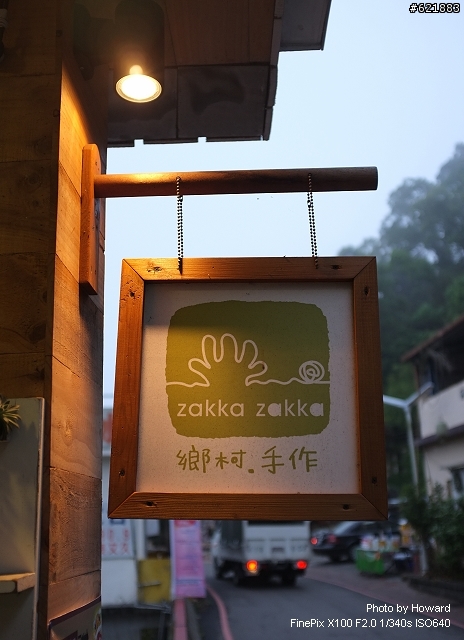 #621883
zakka zakka
鄉村.手作
Photo by Howard
FinePix X100 F2.0 1/340s ISO640